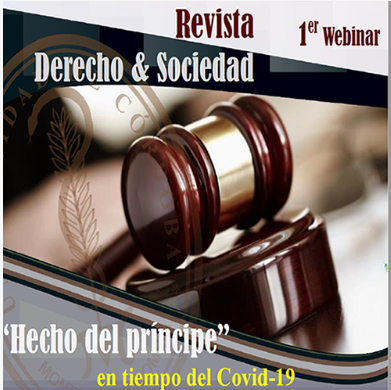 Revista
1er Webinar
Derecho & Sociedad
“Hecho del príncipe”
en tiempo del Covid-19